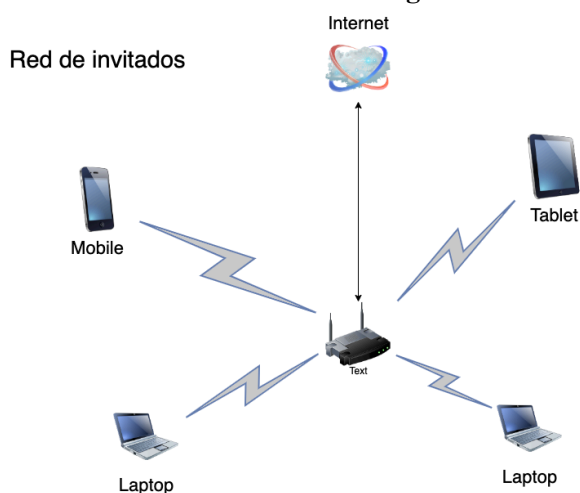 Internet
Red de invitados
Tablet
Mobile
Text
Laptop
Laptop